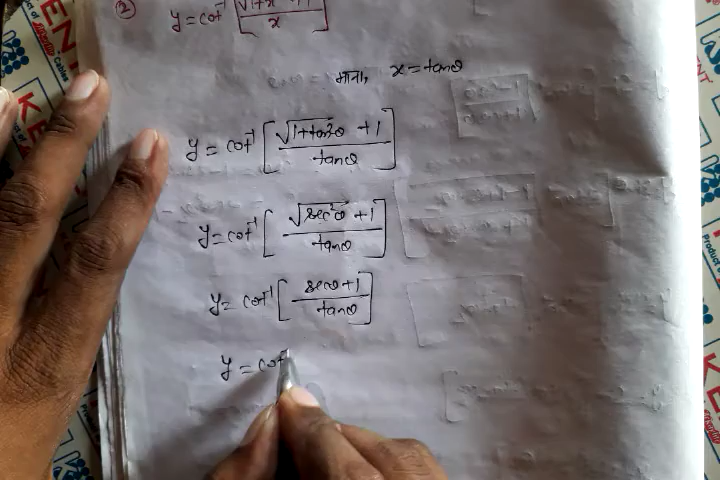 (2) y = cot⁻¹ [(√1+x² +1)/x]
माना, x = tanθ
y = cot⁻¹ [(√1+tan²θ +1)/tanθ]
y = cot⁻¹ [(√sec²θ +1)/tanθ]
y = cot⁻¹ [(secθ+1)/tanθ]
y = cot